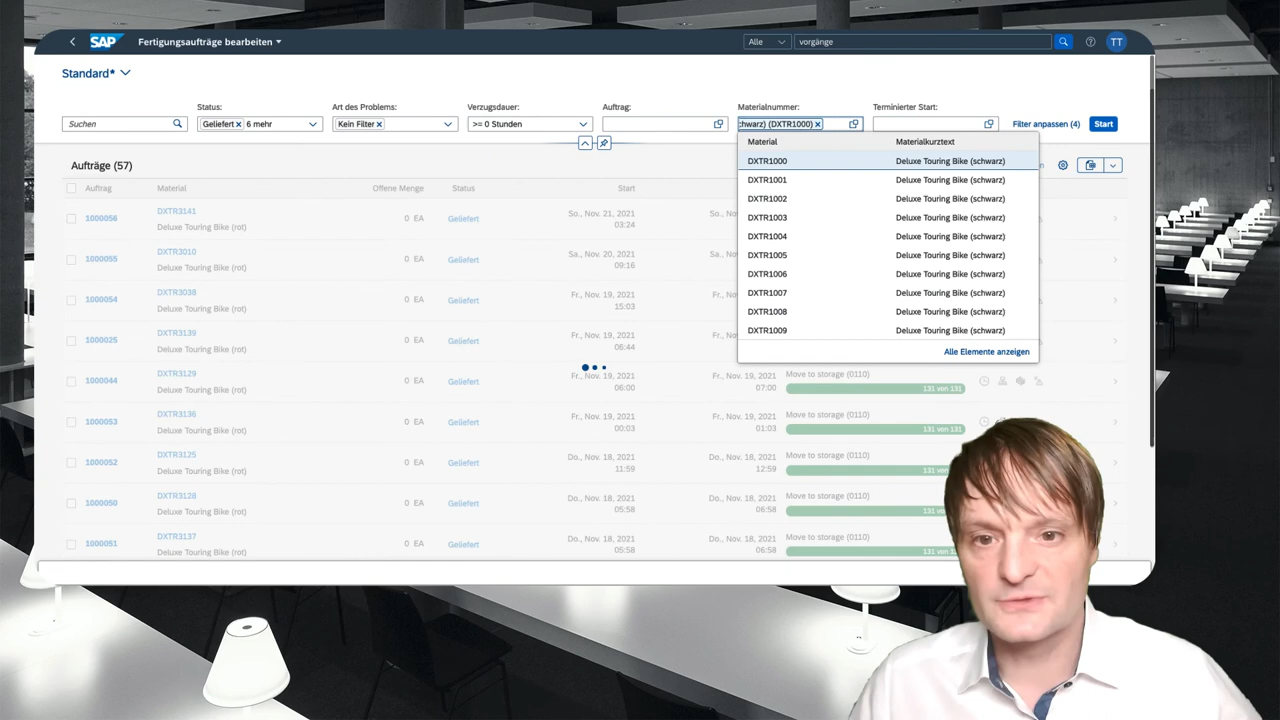 SAP Fertigungsaufträge bearbeiten
Alle vorgänge TT
Standard*
Status: Art des Problems: Verzugsdauer: Auftrag: Materialnummer: Terminierter Start:
Suchen Geliefert 6 mehr Kein Filter >= 0 Stunden chwarz) (DXTR1000) Filter anpassen (4) Start
Aufträge (57)
Auftrag Material Offene Menge Status Start
Material Materialkurztext
DXTR1000 Deluxe Touring Bike (schwarz)
DXTR1001 Deluxe Touring Bike (schwarz)
DXTR1002 Deluxe Touring Bike (schwarz)
DXTR1003 Deluxe Touring Bike (schwarz)
DXTR1004 Deluxe Touring Bike (schwarz)
DXTR1005 Deluxe Touring Bike (schwarz)
DXTR1006 Deluxe Touring Bike (schwarz)
DXTR1007 Deluxe Touring Bike (schwarz)
DXTR1008 Deluxe Touring Bike (schwarz)
DXTR1009 Deluxe Touring Bike (schwarz)
Alle Elemente anzeigen
DXTR3141 So., Nov. 21, 2021 So., Nov
1000056 0 EA Geliefert
Deluxe Touring Bike (rot) 03:24
DXTR3010 Sa., Nov. 20, 2021 Sa., Nov
1000055 0 EA Geliefert
Deluxe Touring Bike (rot) 09:16
DXTR3038 Fr., Nov. 19, 2021 Fr., Nov
1000054 0 EA Geliefert
Deluxe Touring Bike (rot) 15:03
DXTR3139 Fr., Nov. 19, 2021 Fr., Nov
1000025 0 EA Geliefert
Deluxe Touring Bike (rot) 06:44
DXTR3129 Fr., Nov. 19, 2021 Fr., Nov. 19, 2021 Move to storage (0110)
1000044 0 EA Geliefert
Deluxe Touring Bike (rot) 06:00 07:00 131 von 131
DXTR3136 Fr., Nov. 19, 2021 Fr., Nov. 19, 2021 Move to storage (0110)
1000053 0 EA Geliefert
Deluxe Touring Bike (rot) 00:03 01:03 131 von 131
DXTR3125 Do., Nov. 18, 2021 Do., Nov. 18, 2021 Move to storage (0110)
1000052 0 EA Geliefert
Deluxe Touring Bike (rot) 11:59 12:59 131 von
DXTR3128 Do., Nov. 18, 2021 Do., Nov. 18, 2021 Move to storage (0110)
1000050 0 EA Geliefert
Deluxe Touring Bike (rot) 05:58 06:58 131 von
DXTR3137 Do., Nov. 18, 2021 Do., Nov. 18, 2021 Move to storage (0110)
1000051 0 EA Geliefert
Deluxe Touring Bike (rot) 05:58 06:58 131 von